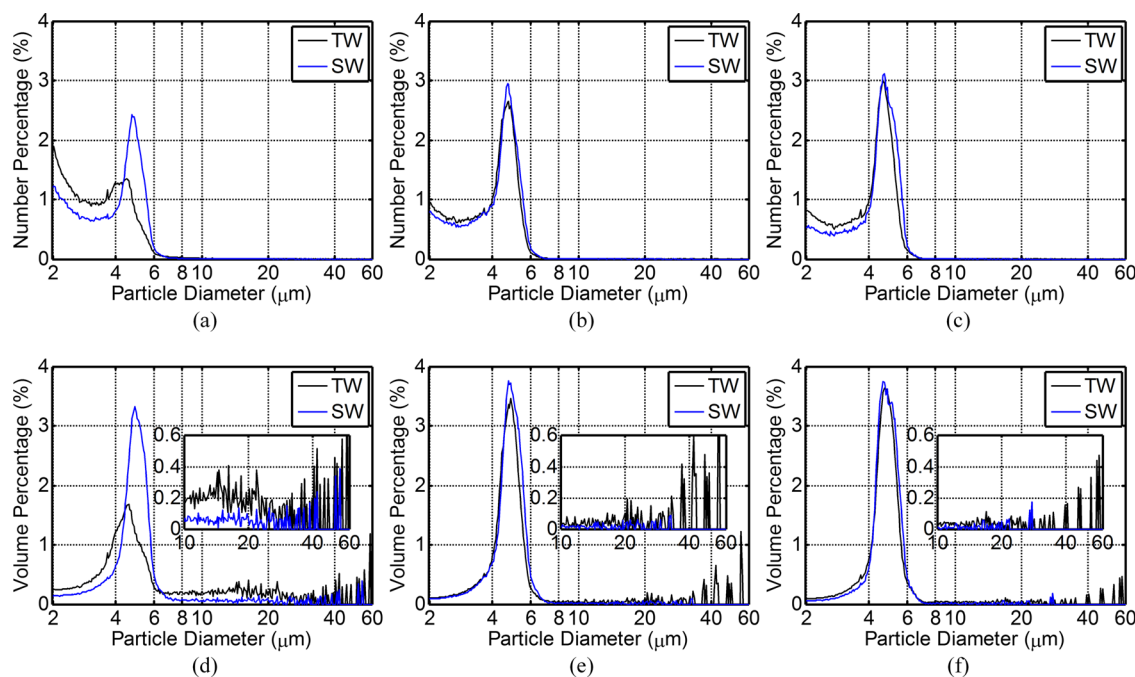 4
3
2
1
0
Number Percentage (%)
TW
SW
2 4 6 8 10 20 40 60
Particle Diameter (μm)
(a)
4
3
2
1
0
Number Percentage (%)
TW
SW
2 4 6 8 10 20 40 60
Particle Diameter (μm)
(b)
4
3
2
1
0
Number Percentage (%)
TW
SW
2 4 6 8 10 20 40 60
Particle Diameter (μm)
(c)
4
3
2
1
0
Volume Percentage (%)
TW
SW
0.6
0.4
0.2
0
10 20 40 60
2 4 6 8 10 20 40 60
Particle Diameter (μm)
(d)
4
3
2
1
0
Volume Percentage (%)
TW
SW
0.6
0.4
0.2
0
10 20 40 60
2 4 6 8 10 20 40 60
Particle Diameter (μm)
(e)
4
3
2
1
0
Volume Percentage (%)
TW
SW
0.6
0.4
0.2
0
10 20 40 60
2 4 6 8 10 20 40 60
Particle Diameter (μm)
(f)